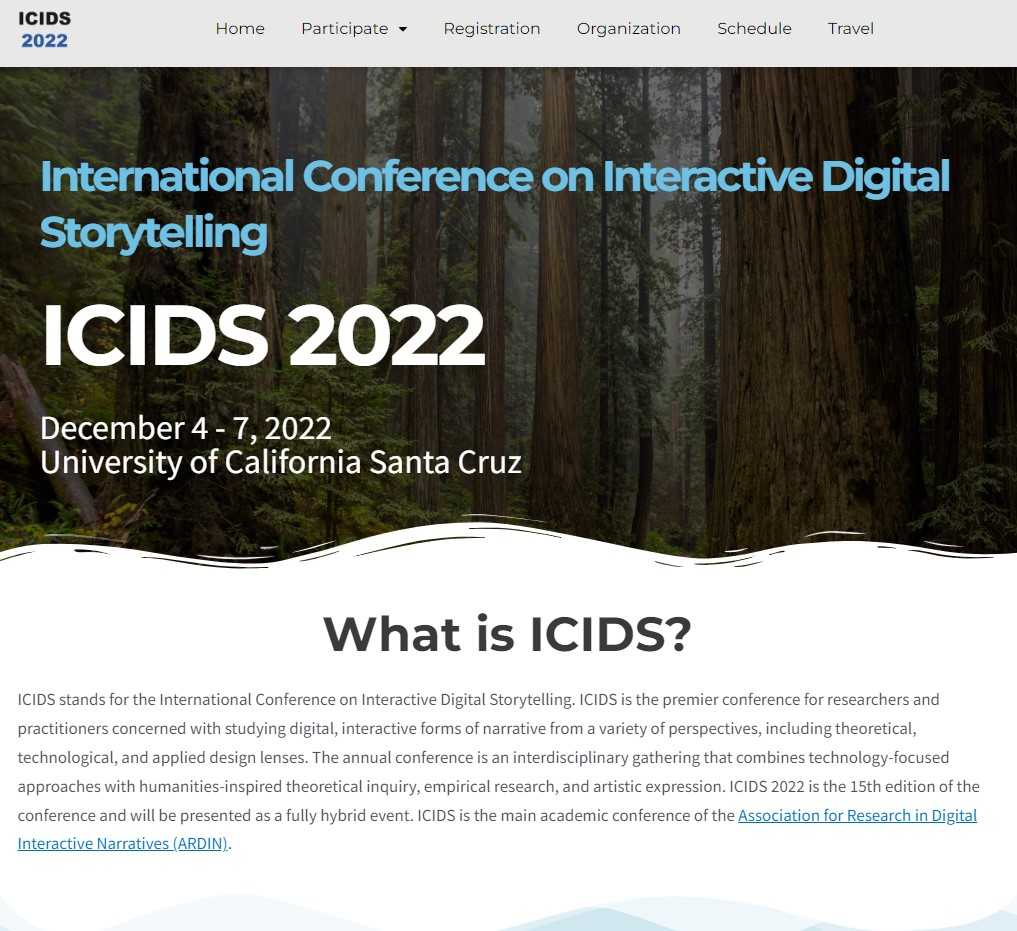 ICIDS
2022
Home Participate Registration Organization Schedule Travel
International Conference on Interactive Digital
Storytelling
ICIDS 2022
December 4 - 7, 2022
University of California Santa Cruz
What is ICIDS?
ICIDS stands for the International Conference on Interactive Digital Storytelling. ICIDS is the premier conference for researchers and
practitioners concerned with studying digital, interactive forms of narrative from a variety of perspectives, including theoretical,
technological, and applied design lenses. The annual conference is an interdisciplinary gathering that combines technology-focused
approaches with humanities-inspired theoretical inquiry, empirical research, and artistic expression. ICIDS 2022 is the 15th edition of the
conference and will be presented as a fully hybrid event. ICIDS is the main academic conference of the Association for Research in Digital
Interactive Narratives (ARDIN).